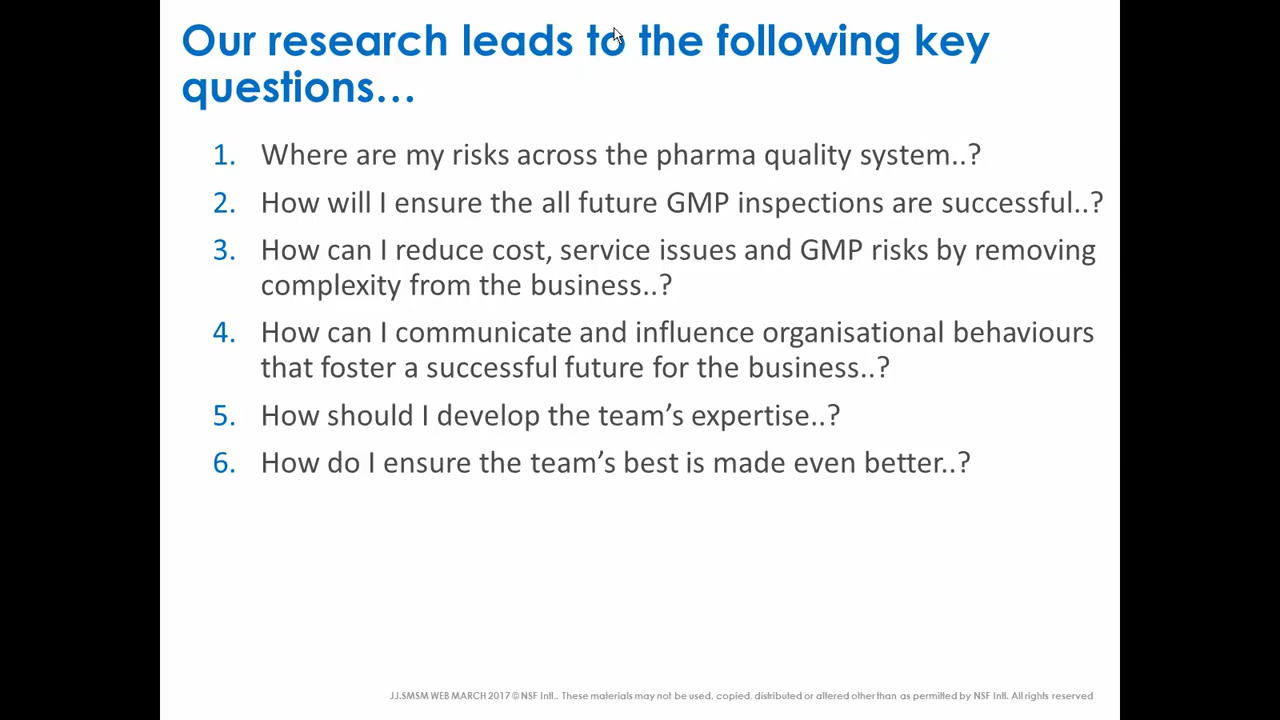 Our research leads to the following key
questions...
1. Where are my risks across the pharma quality system..?
2. How will I ensure the all future GMP inspections are successful..?
3. How can I reduce cost, service issues and GMP risks by removing
complexity from the business..?
4. How can I communicate and influence organisational behaviours
that foster a successful future for the business..?
5. How should I develop the team’s expertise..?
6. How do I ensure the team’s best is made even better..?
JJ.SMSM WEB MARCH 2017 © NSF Intl.. These materials may not be used, copied, distributed or altered other than as permitted by NSF Intl. All rights reserved